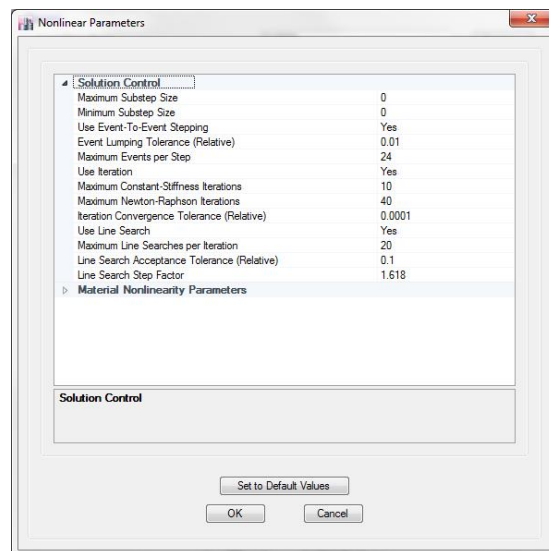 Nonlinear Parameters
Solution Control
Maximum Substep Size 0
Minimum Substep Size 0
Use Event-To-Event Stepping Yes
Event Lumping Tolerance (Relative) 0.01
Maximum Events per Step 24
Use Iteration Yes
Maximum Constant-Stiffness Iterations 10
Maximum Newton-Raphson Iterations 40
Iteration Convergence Tolerance (Relative) 0.0001
Use Line Search Yes
Maximum Line Searches per Iteration 20
Line Search Acceptance Tolerance (Relative) 0.1
Line Search Step Factor 1.618
Material Nonlinearity Parameters
Solution Control
Set to Default Values
OK Cancel